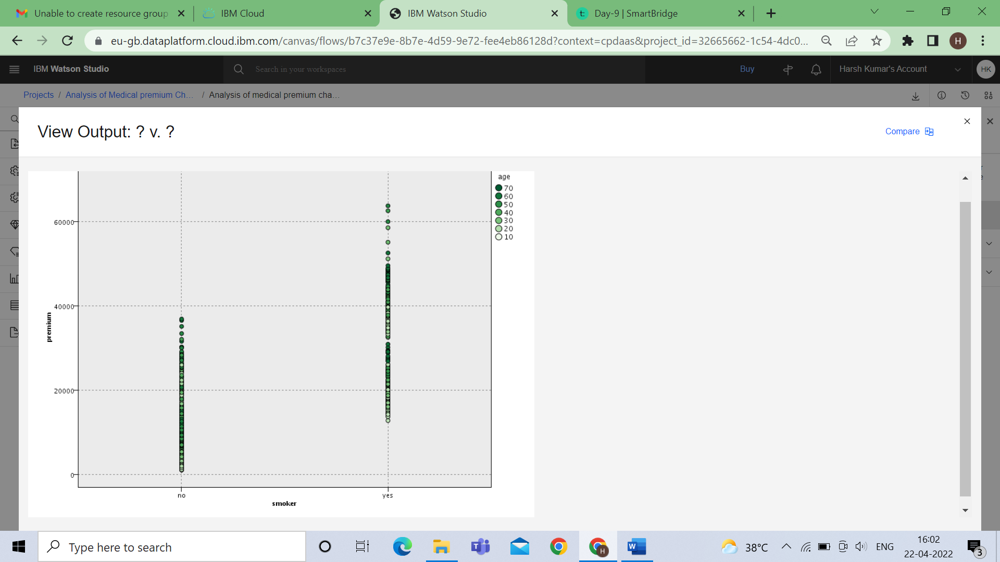 Unable to create resource group
IBM Cloud
IBM Watson Studio
Day-9 | SmartBridge
eu-gb.dataplatform.cloud.ibm.com/canvas/flows/b7c37e9e-8b7e-4d59-9e72-fee4eb86128d?context=cpdaas&project_id=32665662-1c54-4dc0...
H
IBM Watson Studio
Search in your workspaces
Buy
Harsh Kumar's Account
HK
Projects / Analysis of Medical premium Ch... / Analysis of medical premium cha...
View Output: ? v. ?
Compare
age
70
60
50
40
30
20
10
60000
40000
20000
0
premium
no
yes
smoker
Type here to search
38°C
ENG
16:02
22-04-2022
3